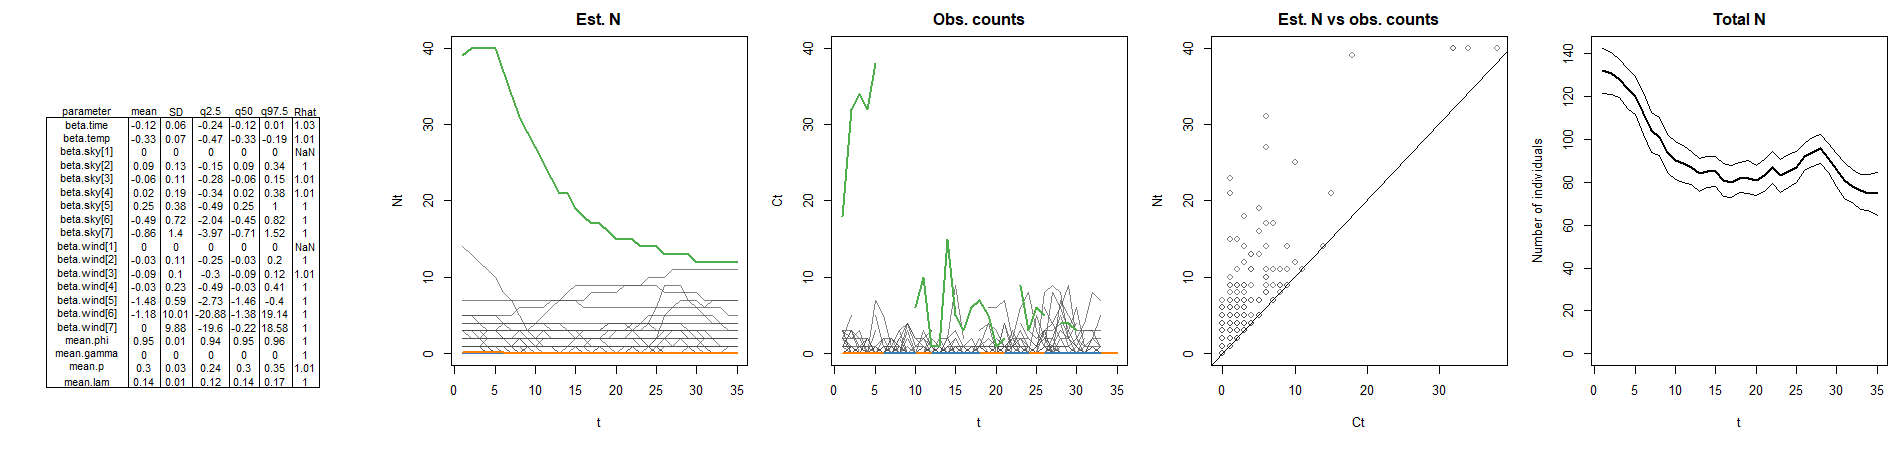 parameter mean SD q2.5 q50 q97.5 Rhat
beta.time −0.12 0.06 −0.24 −0.12 0.01 1.03
beta.temp −0.33 0.07 −0.47 −0.33 −0.19 1.01
beta.sky[1] 0 0 0 0 0 NaN
beta.sky[2] 0.09 0.13 −0.15 0.09 0.34 1
beta.sky[3] −0.06 0.11 −0.28 −0.06 0.15 1.01
beta.sky[4] 0.02 0.19 −0.34 0.02 0.38 1.01
beta.sky[5] 0.25 0.38 −0.49 0.25 1 1
beta.sky[6] −0.49 0.72 −2.04 −0.45 0.82 1
beta.sky[7] −0.86 1.4 −3.97 −0.71 1.52 1
beta.wind[1] 0 0 0 0 0 NaN
beta.wind[2] −0.03 0.11 −0.25 −0.03 0.2 1
beta.wind[3] −0.09 0.1 −0.3 −0.09 0.12 1.01
beta.wind[4] −0.03 0.23 −0.49 −0.03 0.41 1
beta.wind[5] −1.48 0.59 −2.73 −1.46 −0.4 1
beta.wind[6] −1.18 10.01 −20.88 −1.38 19.14 1
beta.wind[7] 0 9.88 −19.6 −0.22 18.58 1
mean.phi 0.95 0.01 0.94 0.95 0.96 1
mean.gamma 0 0 0 0 0 1
mean.p 0.3 0.03 0.24 0.3 0.35 1.01
mean.lam 0.14 0.01 0.12 0.14 0.17 1
Est. N
Nt
40
30
20
10
0
0 5 10 15 20 25 30 35
t
Obs. counts
Ct
40
30
20
10
0
0 5 10 15 20 25 30 35
t
Est. N vs obs. counts
Nt
40
30
20
10
0
0 10 20 30
Ct
Total N
Number of individuals
140
120
100
80
60
40
20
0
0 5 10 15 20 25 30 35
t